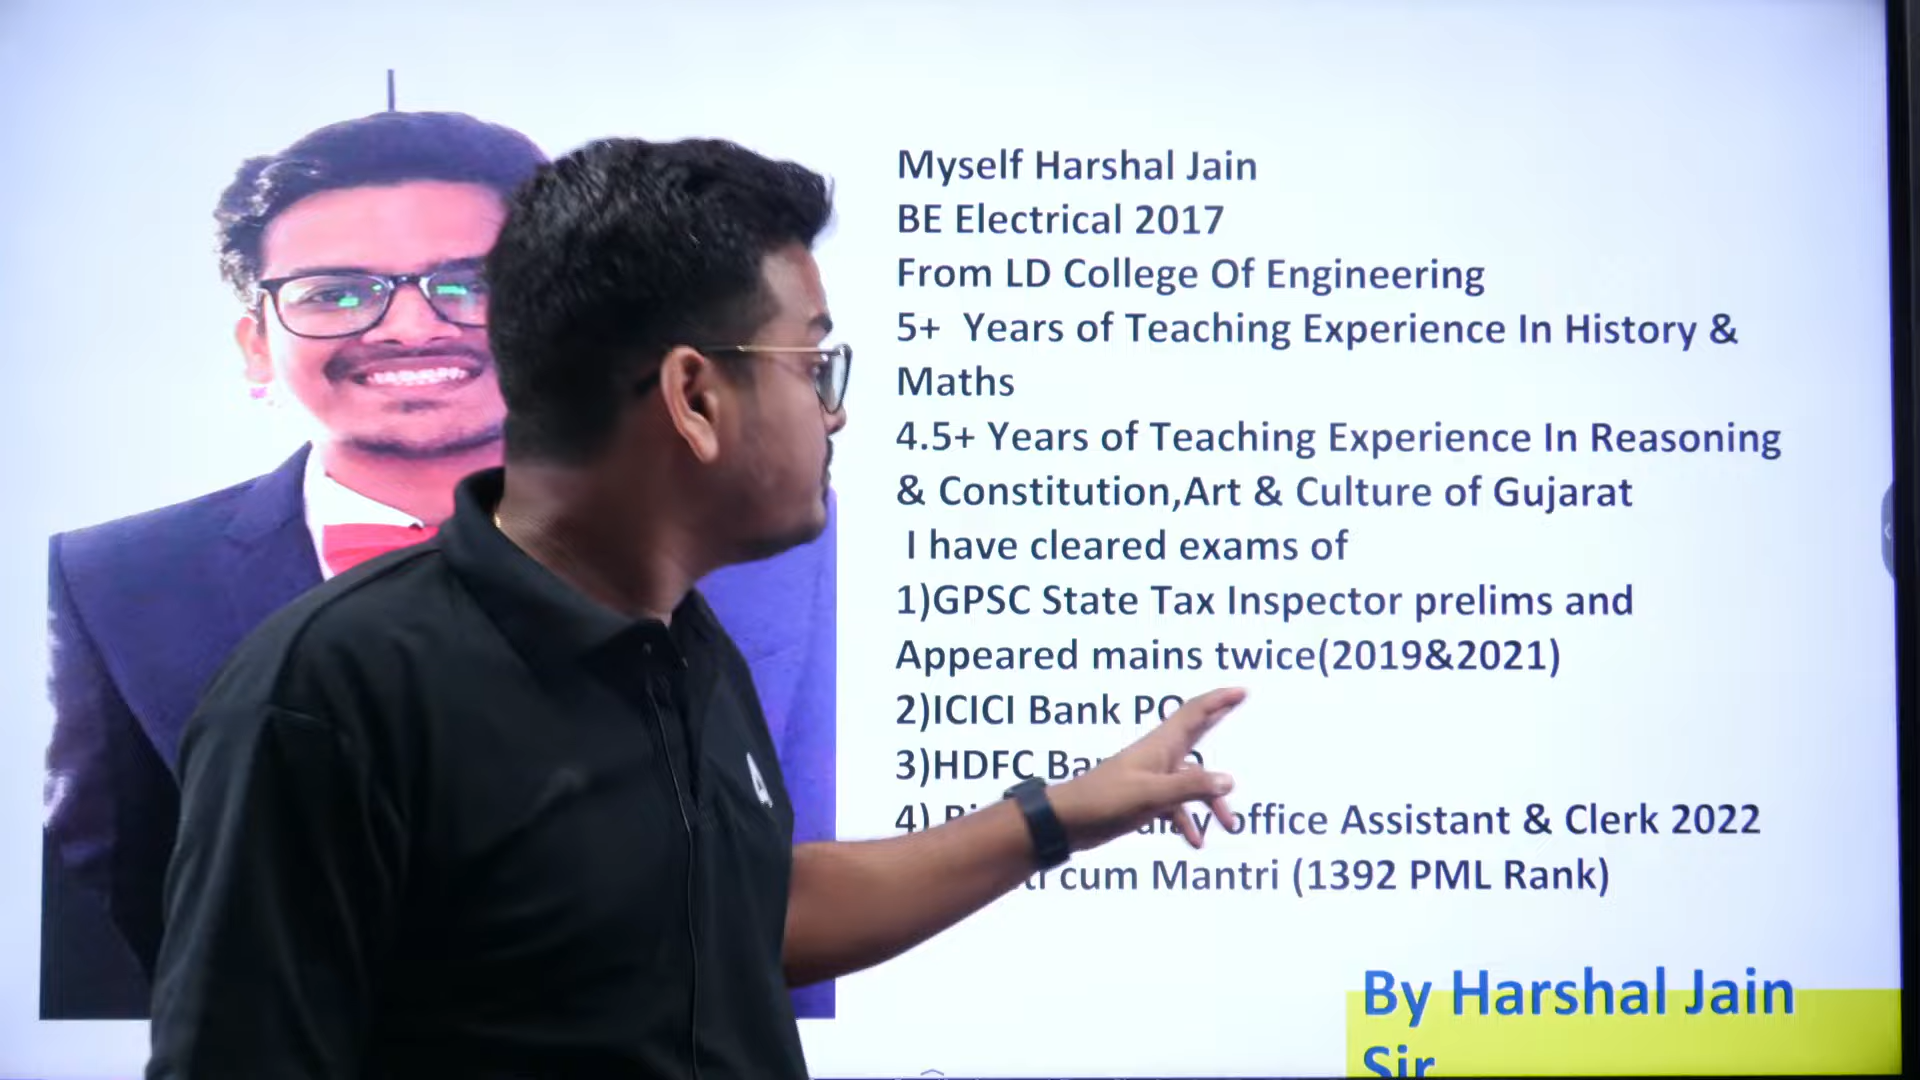 Myself Harshal Jain
BE Electrical 2017
From LD College Of Engineering
5+ Years of Teaching Experience In History &
Maths
4.5+ Years of Teaching Experience In Reasoning
& Constitution,Art & Culture of Gujarat
I have cleared exams of
1)GPSC State Tax Inspector prelims and
Appeared mains twice(2019&2021)
2)ICICI Bank PO
3)HDFC
4) office Assistant & Clerk 2022
cum Mantri (1392 PML Rank)
By Harshal Jain
Sir